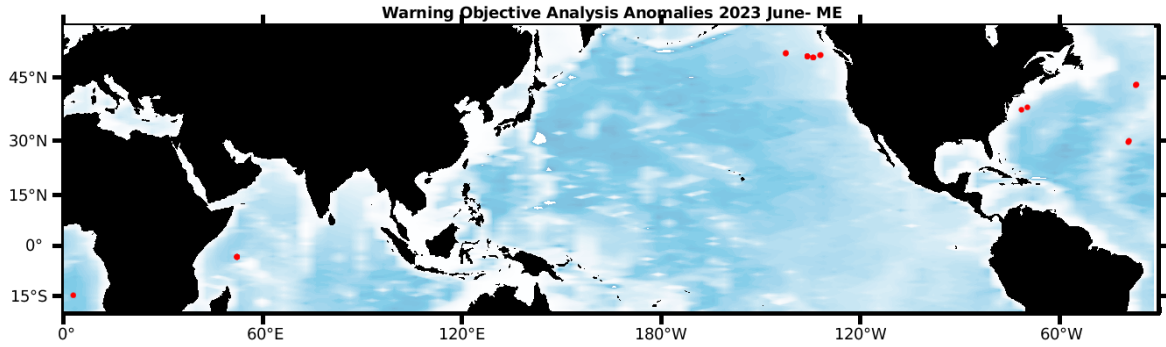 Warning Objective Analysis Anomalies 2023 June- ME
45°N
30°N
15°N
0°
15°S
0°
60°E
120°E
180°W
120°W
60°W